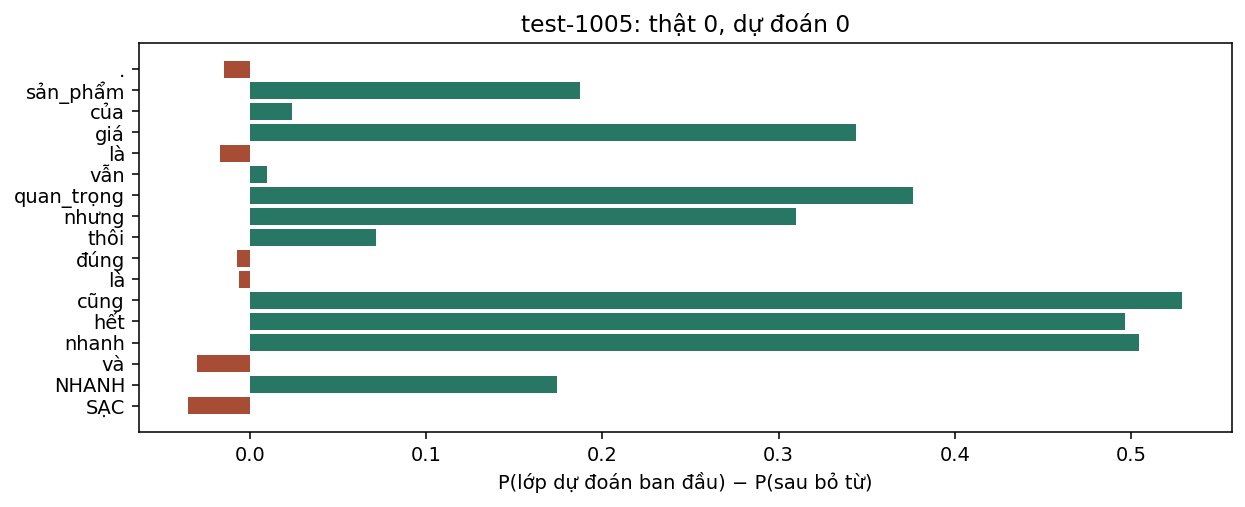 test-1005: thật 0, dự đoán 0
.
sản_phẩm
của
giá
là
vẫn
quan_trọng
nhưng
thôi
đúng
là
cũng
hết
nhanh
và
NHANH
SẠC
0.0 0.1 0.2 0.3 0.4 0.5
P(lớp dự đoán ban đầu) − P(sau bỏ từ)